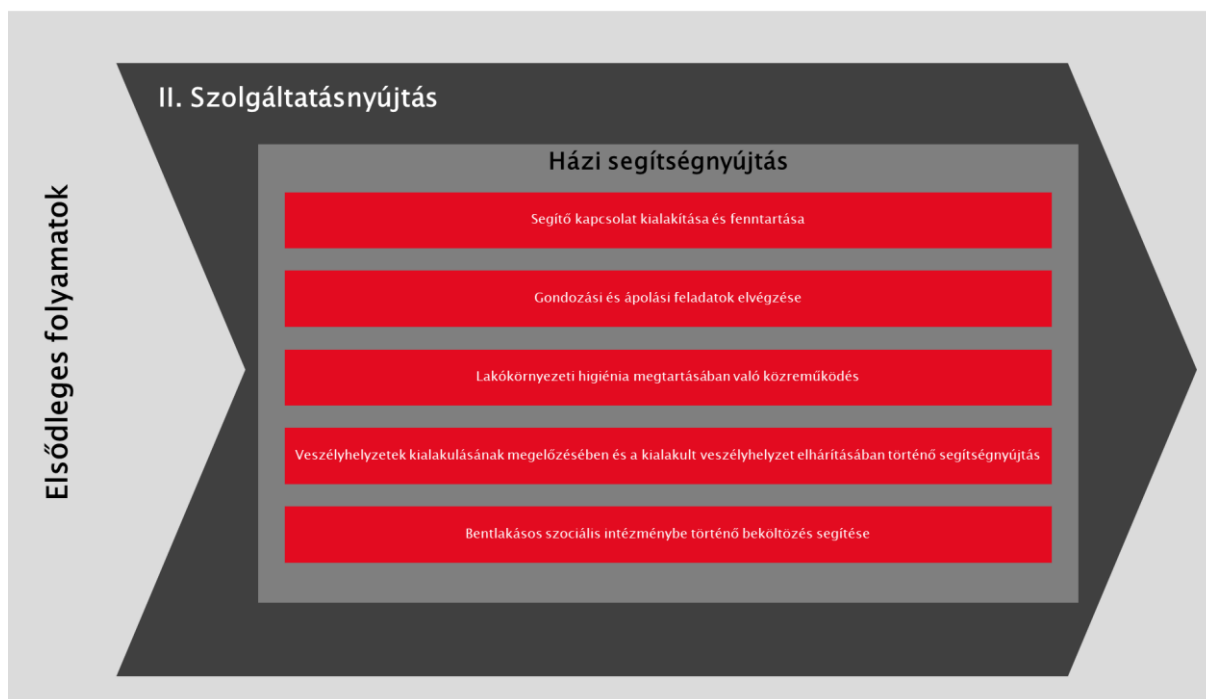 Elsődleges folyamatok
II. Szolgáltatásnyújtás
Házi segítségnyújtás
Segítő kapcsolat kialakítása és fenntartása
Gondozási és ápolási feladatok elvégzése
Lakókörnyezeti higiénia megtartásában való közreműködés
Veszélyhelyzetek kialakulásának megelőzésében és a kialakult veszélyhelyzet elhárításában történő segítségnyújtás
Bentlakásos szociális intézménybe történő beköltözés segítése